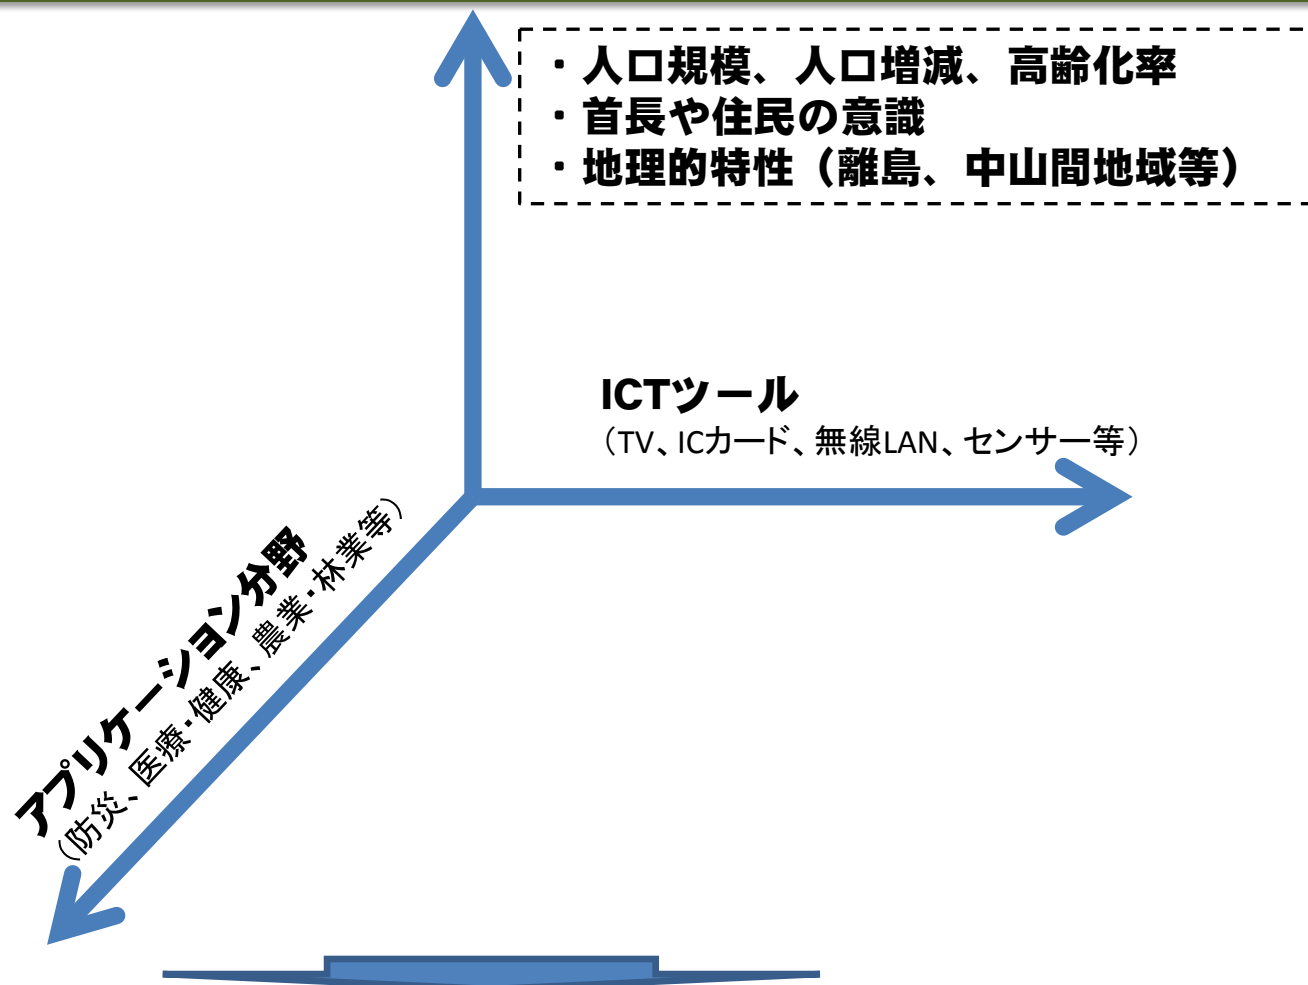 ・人口規模、人口増減、高齢化率
・首長や住民の意識
・地理的特性（離島、中山間地域等）
ICTツール
（TV、ICカード、無線LAN、センサー等）
アプリケーション分野
（防災、医療・健康、農業・林業等）